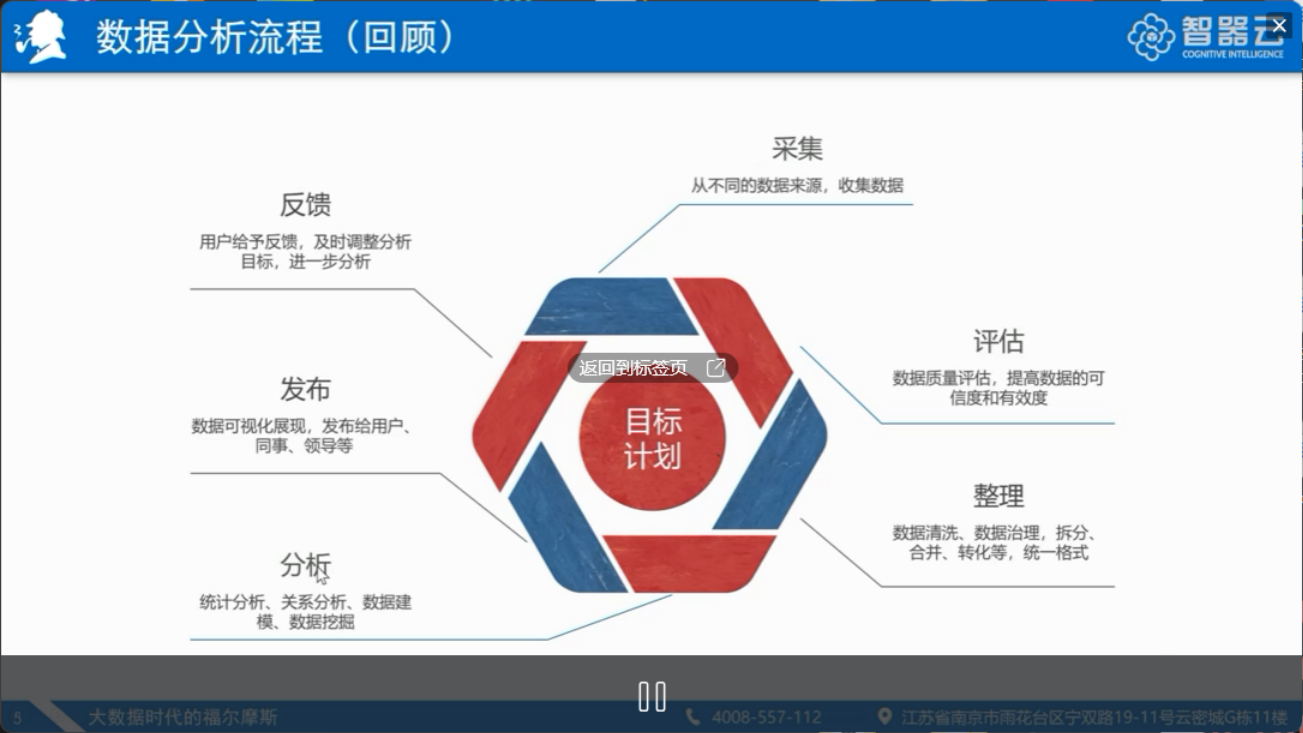 数据分析流程（回顾）
智器云
COGNITIVE INTELLIGENCE
采集
从不同的数据来源，收集数据
反馈
用户给予反馈，及时调整分析
目标，进一步分析
评估
数据质量评估，提高数据的可
信度和有效度
返回到标签页
目标
计划
发布
数据可视化展现，发布给用户、
同事、领导等
整理
数据清洗、数据治理，拆分、
合并、转化等，统一格式
分析
统计分析、关系分析、数据建
模、数据挖掘
5
大数据时代的福尔摩斯
4008-557-112
江苏省南京市雨花台区宁双路19-11号云密城G栋11楼